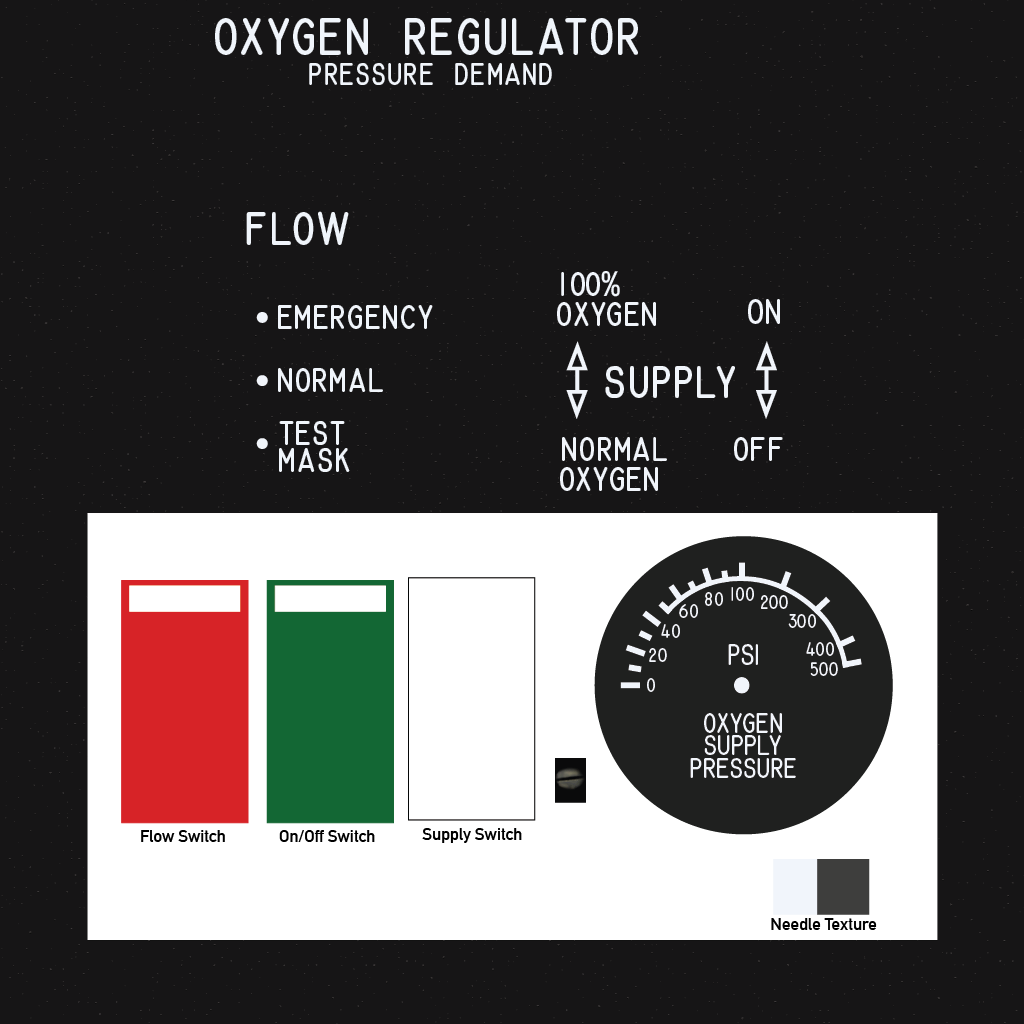 OXYGEN REGULATOR
PRESSURE DEMAND
FLOW
• EMERGENCY
• NORMAL
• TEST
MASK
100%
OXYGEN
ON
SUPPLY
NORMAL
OXYGEN
OFF
0
20
40
60
80
100
200
300
400
500
PSI
OXYGEN
SUPPLY
PRESSURE
Flow Switch
On/Off Switch
Supply Switch
Needle Texture